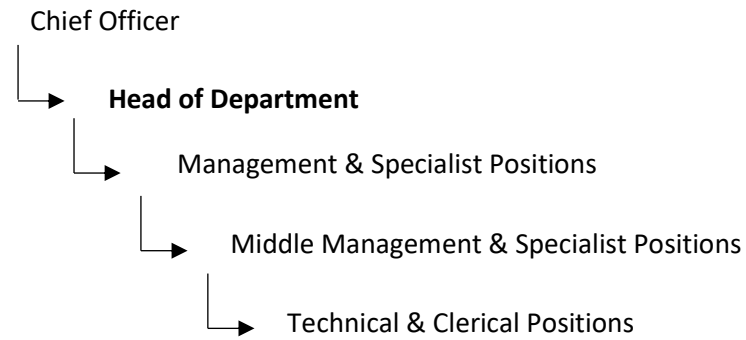 Chief Officer
Head of Department
Management & Specialist Positions
Middle Management & Specialist Positions
Technical & Clerical Positions